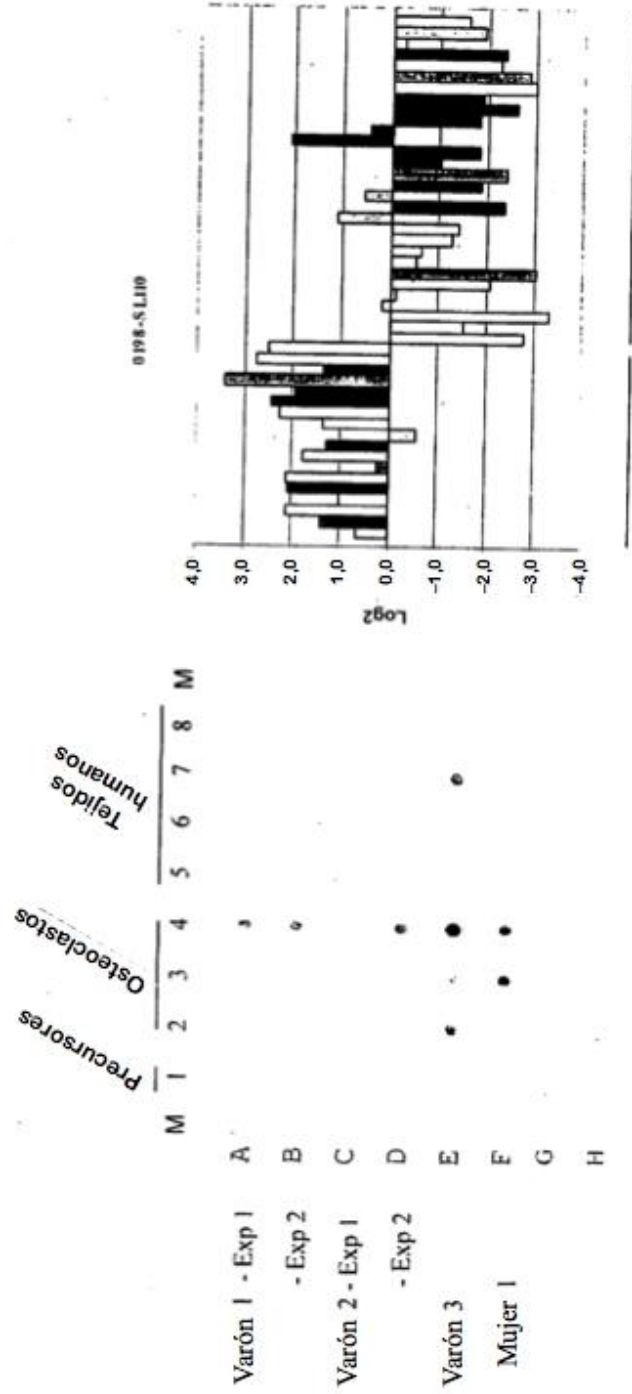 Precursores
Osteoclastos
Tejidos
humanos
M 1 2 3 4 5 6 7 8 M
Varón 1 - Exp 1 A
- Exp 2 B
Varón 2 - Exp 1 C
- Exp 2 D
Varón 3 E
Mujer 1 F
G
H
0198-SL110
Log2
4,0
3,0
2,0
1,0
0,0
-1,0
-2,0
-3,0
-4,0